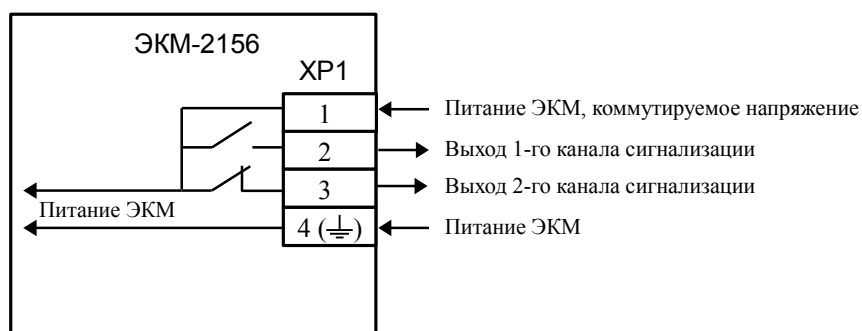 ЭКМ-2156
XP1
1 Питание ЭКМ, коммутируемое напряжение
2 Выход 1-го канала сигнализации
3 Выход 2-го канала сигнализации
Питание ЭКМ
4 (⏚) Питание ЭКМ